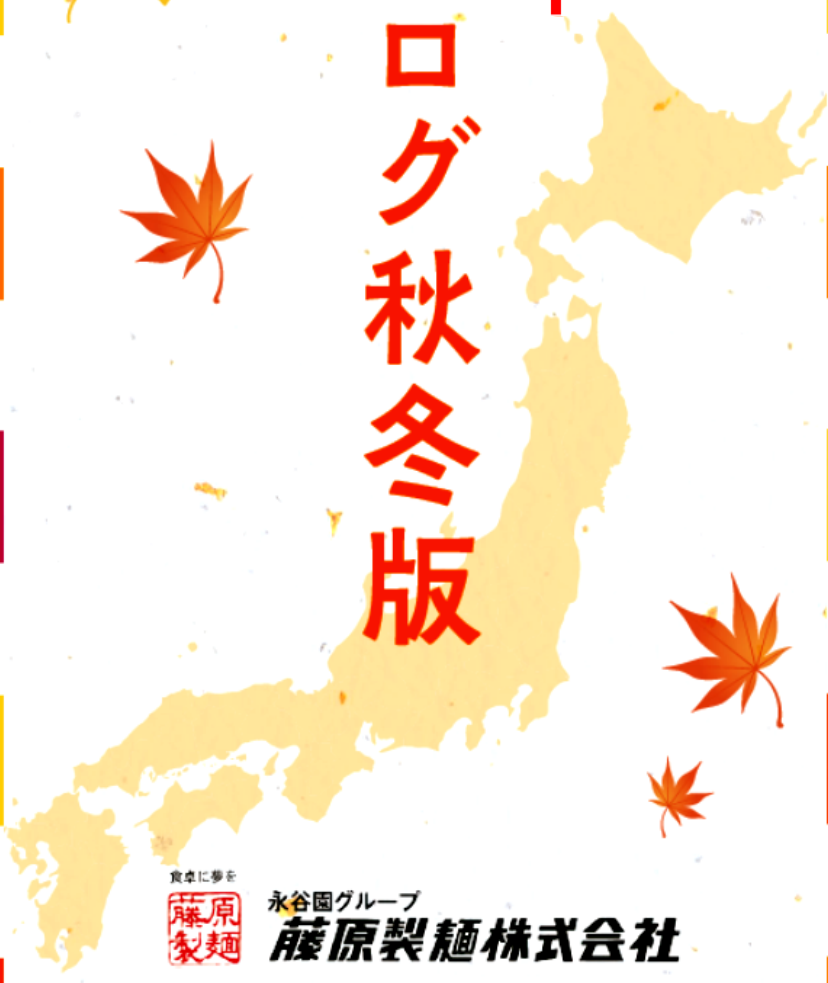 ログ秋冬版
食卓に夢を
藤原
製麺
永谷園グループ
藤原製麺株式会社